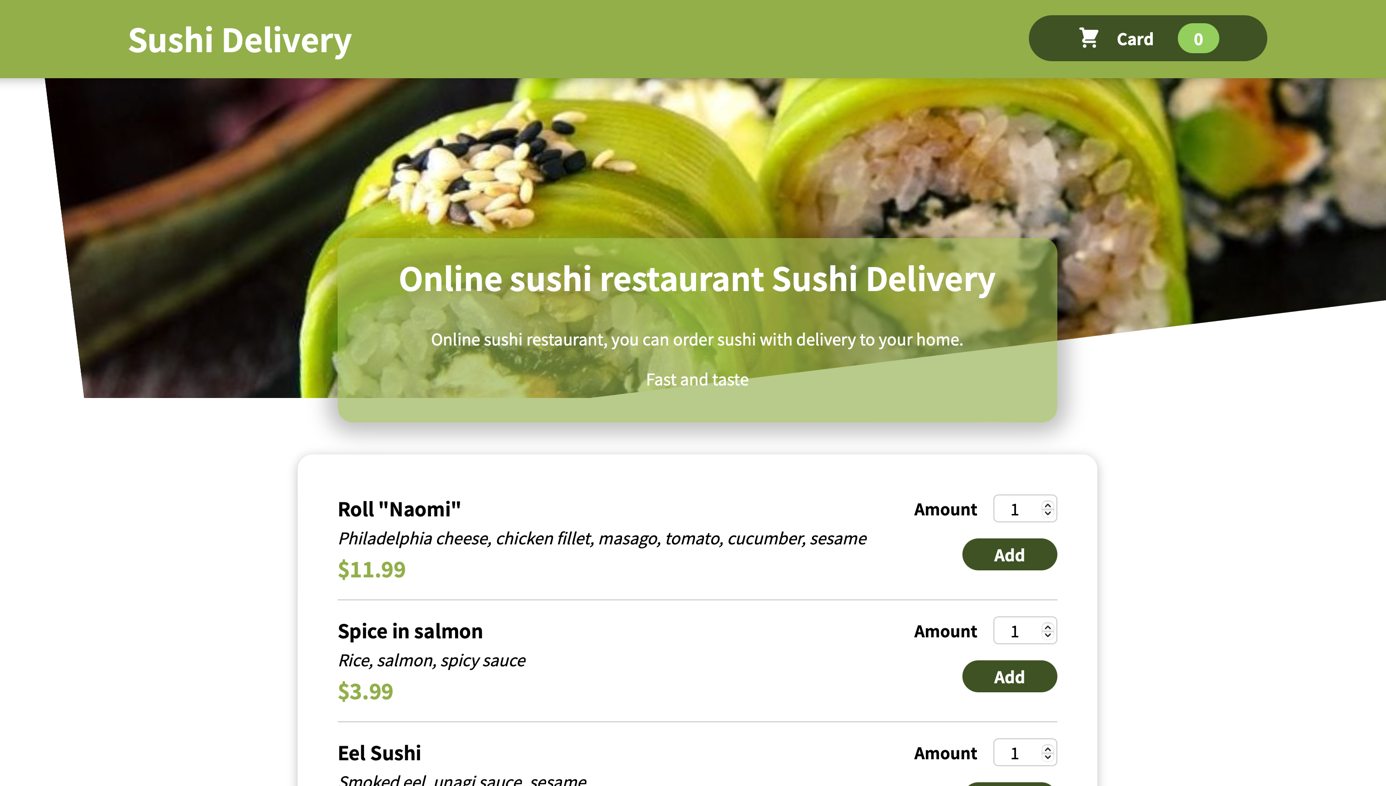 Sushi Delivery
Card 0
Online sushi restaurant Sushi Delivery
Online sushi restaurant, you can order sushi with delivery to your home.
Fast and taste
Roll "Naomi"
Amount 1
Philadelphia cheese, chicken fillet, masago, tomato, cucumber, sesame
Add
$11.99
Spice in salmon
Amount 1
Rice, salmon, spicy sauce
Add
$3.99
Eel Sushi
Amount 1
Smoked eel, unagi sauce, sesame